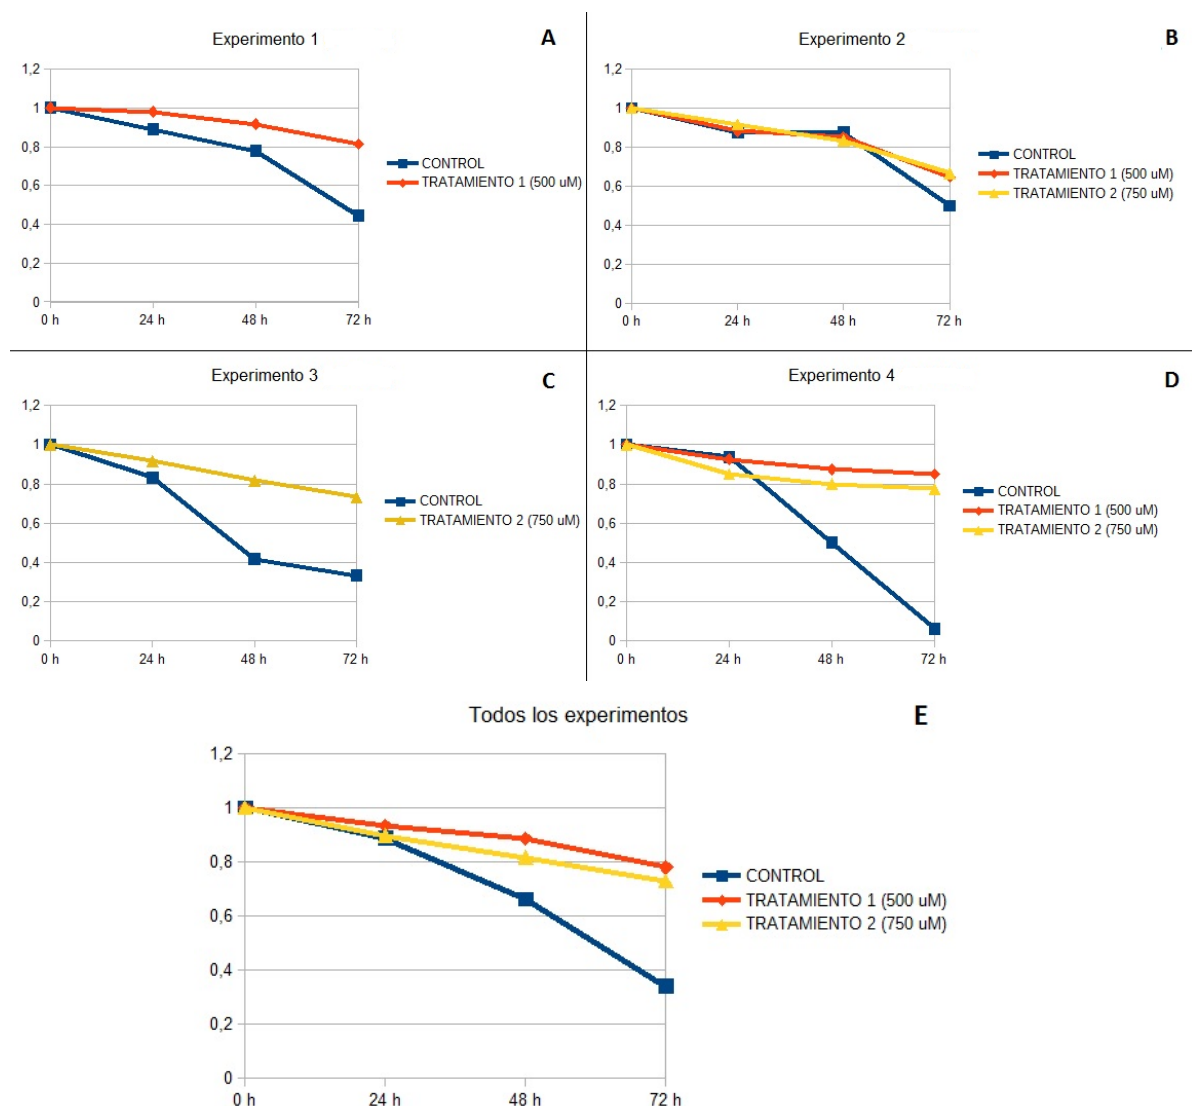 Experimento 1
A
1,2
1
0,8
0,6
0,4
0,2
0
0 h
24 h
48 h
72 h
CONTROL
TRATAMIENTO 1 (500 uM)
Experimento 2
B
1,2
1
0,8
0,6
0,4
0,2
0
0 h
24 h
48 h
72 h
CONTROL
TRATAMIENTO 1 (500 uM)
TRATAMIENTO 2 (750 uM)
Experimento 3
C
1,2
1
0,8
0,6
0,4
0,2
0
0 h
24 h
48 h
72 h
CONTROL
TRATAMIENTO 2 (750 uM)
Experimento 4
D
1,2
1
0,8
0,6
0,4
0,2
0
0 h
24 h
48 h
72 h
CONTROL
TRATAMIENTO 1 (500 uM)
TRATAMIENTO 2 (750 uM)
Todos los experimentos
E
1,2
1
0,8
0,6
0,4
0,2
0
0 h
24 h
48 h
72 h
CONTROL
TRATAMIENTO 1 (500 uM)
TRATAMIENTO 2 (750 uM)